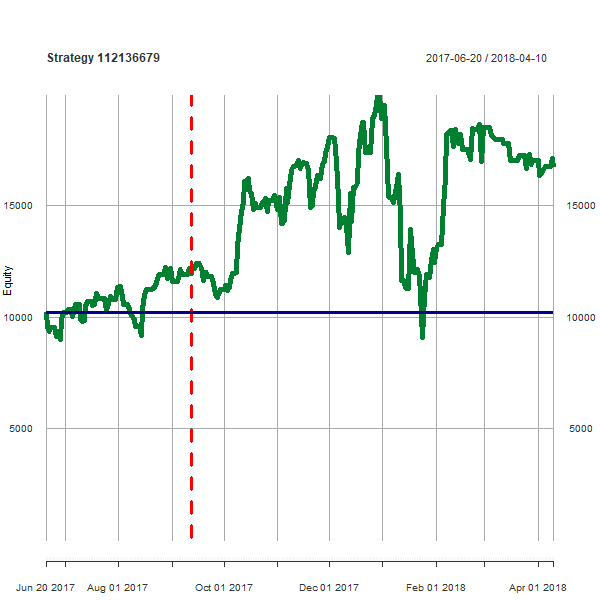 Strategy 112136679
2017-06-20 / 2018-04-10
15000
15000
Equity
10000
10000
5000
5000
Jun 20 2017
Aug 01 2017
Oct 01 2017
Dec 01 2017
Feb 01 2018
Apr 01 2018